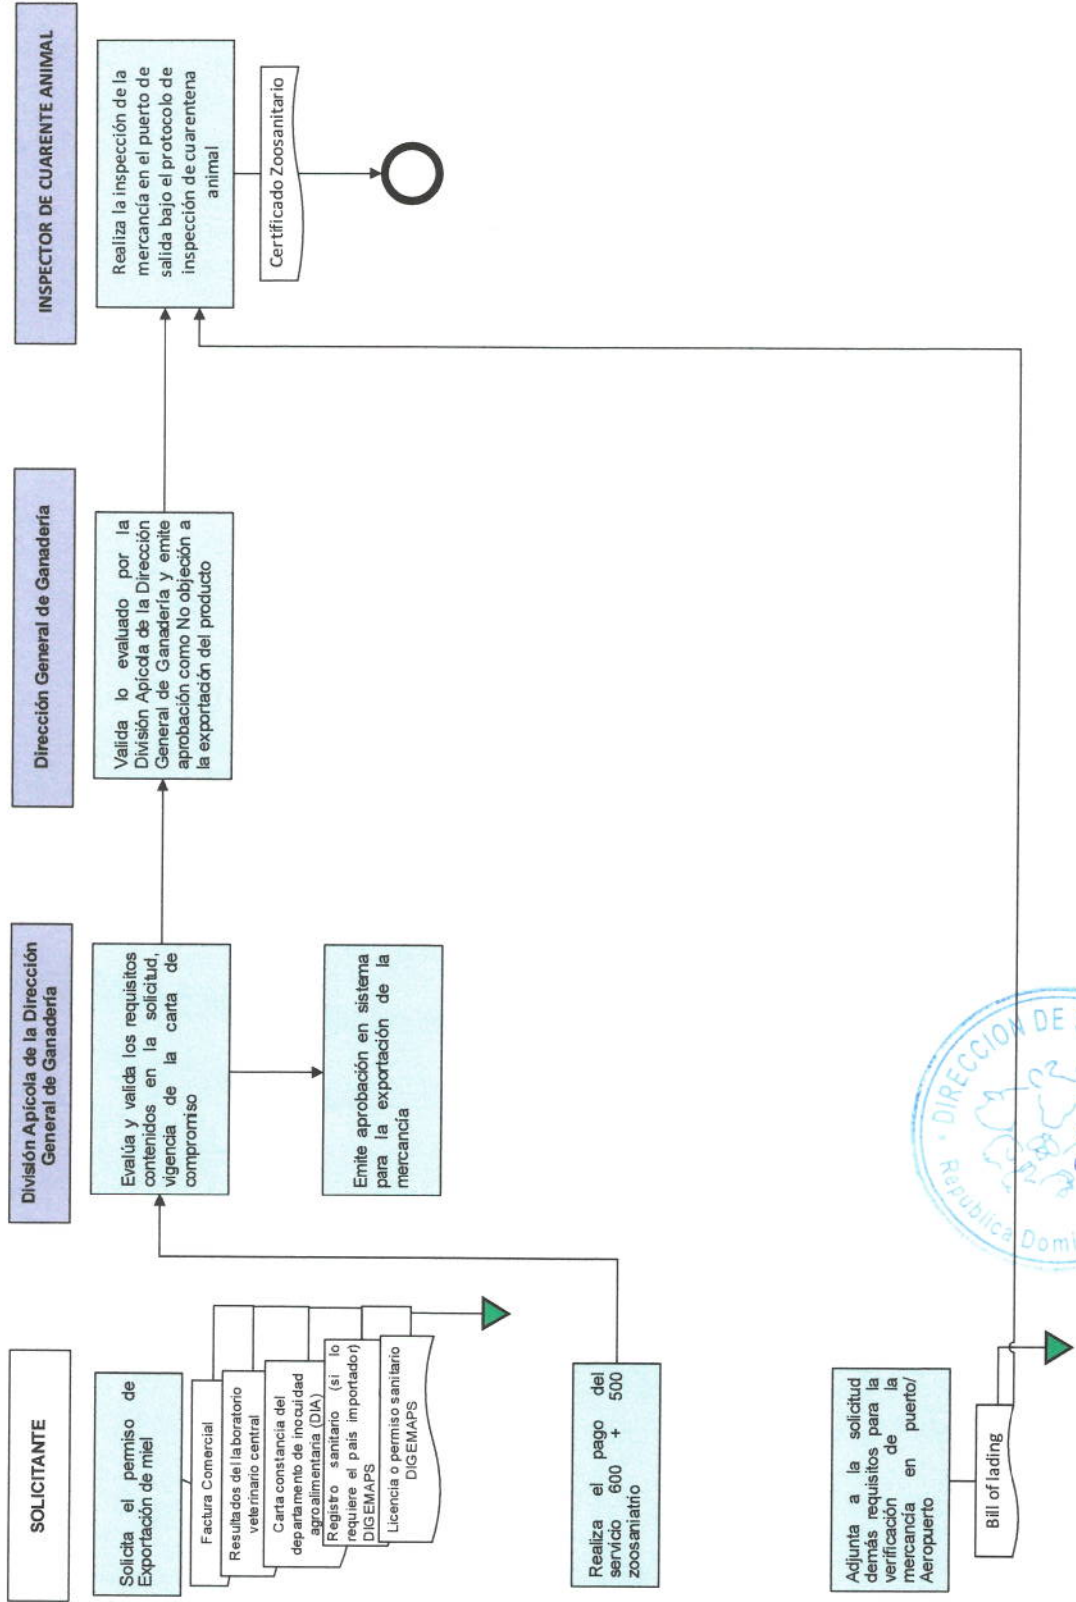 SOLICITANTE
Solicita el permiso de
Exportación de miel
Factura Comercial
Resultados del laboratorio
veterinario central
Carta constancia del
departamento de inocuidad
agroalimentaria (DIA)
Registro sanitario (si lo
requiere el país importador)
DIGEMAPS
Licencia o permiso sanitario
DIGEMAPS
Realiza el pago del
servicio 600 + 500
zoosaniatrio
Adjunta a la solicitud
demás requisitos para la
verificación de la
mercancía en puerto/
Aeropuerto
Bill of lading
División Apícola de la Dirección
General de Ganadería
Evalúa y valida los requisitos
contenidos en la solicitud,
vigencia de la carta de
compromiso
Emite aprobación en sistema
para la exportación de la
mercancía
Dirección General de Ganadería
Valida lo evaluado por la
División Apícola de la Dirección
General de Ganadería y emite
aprobación como No objeción a
la exportación del producto
INSPECTOR DE CUARENTE ANIMAL
Realiza la inspección de la
mercancía en el puerto de
salida bajo el protocolo de
inspección de cuarentena
animal
Certificado Zoosanitario
DIRECCION DE
República Domi